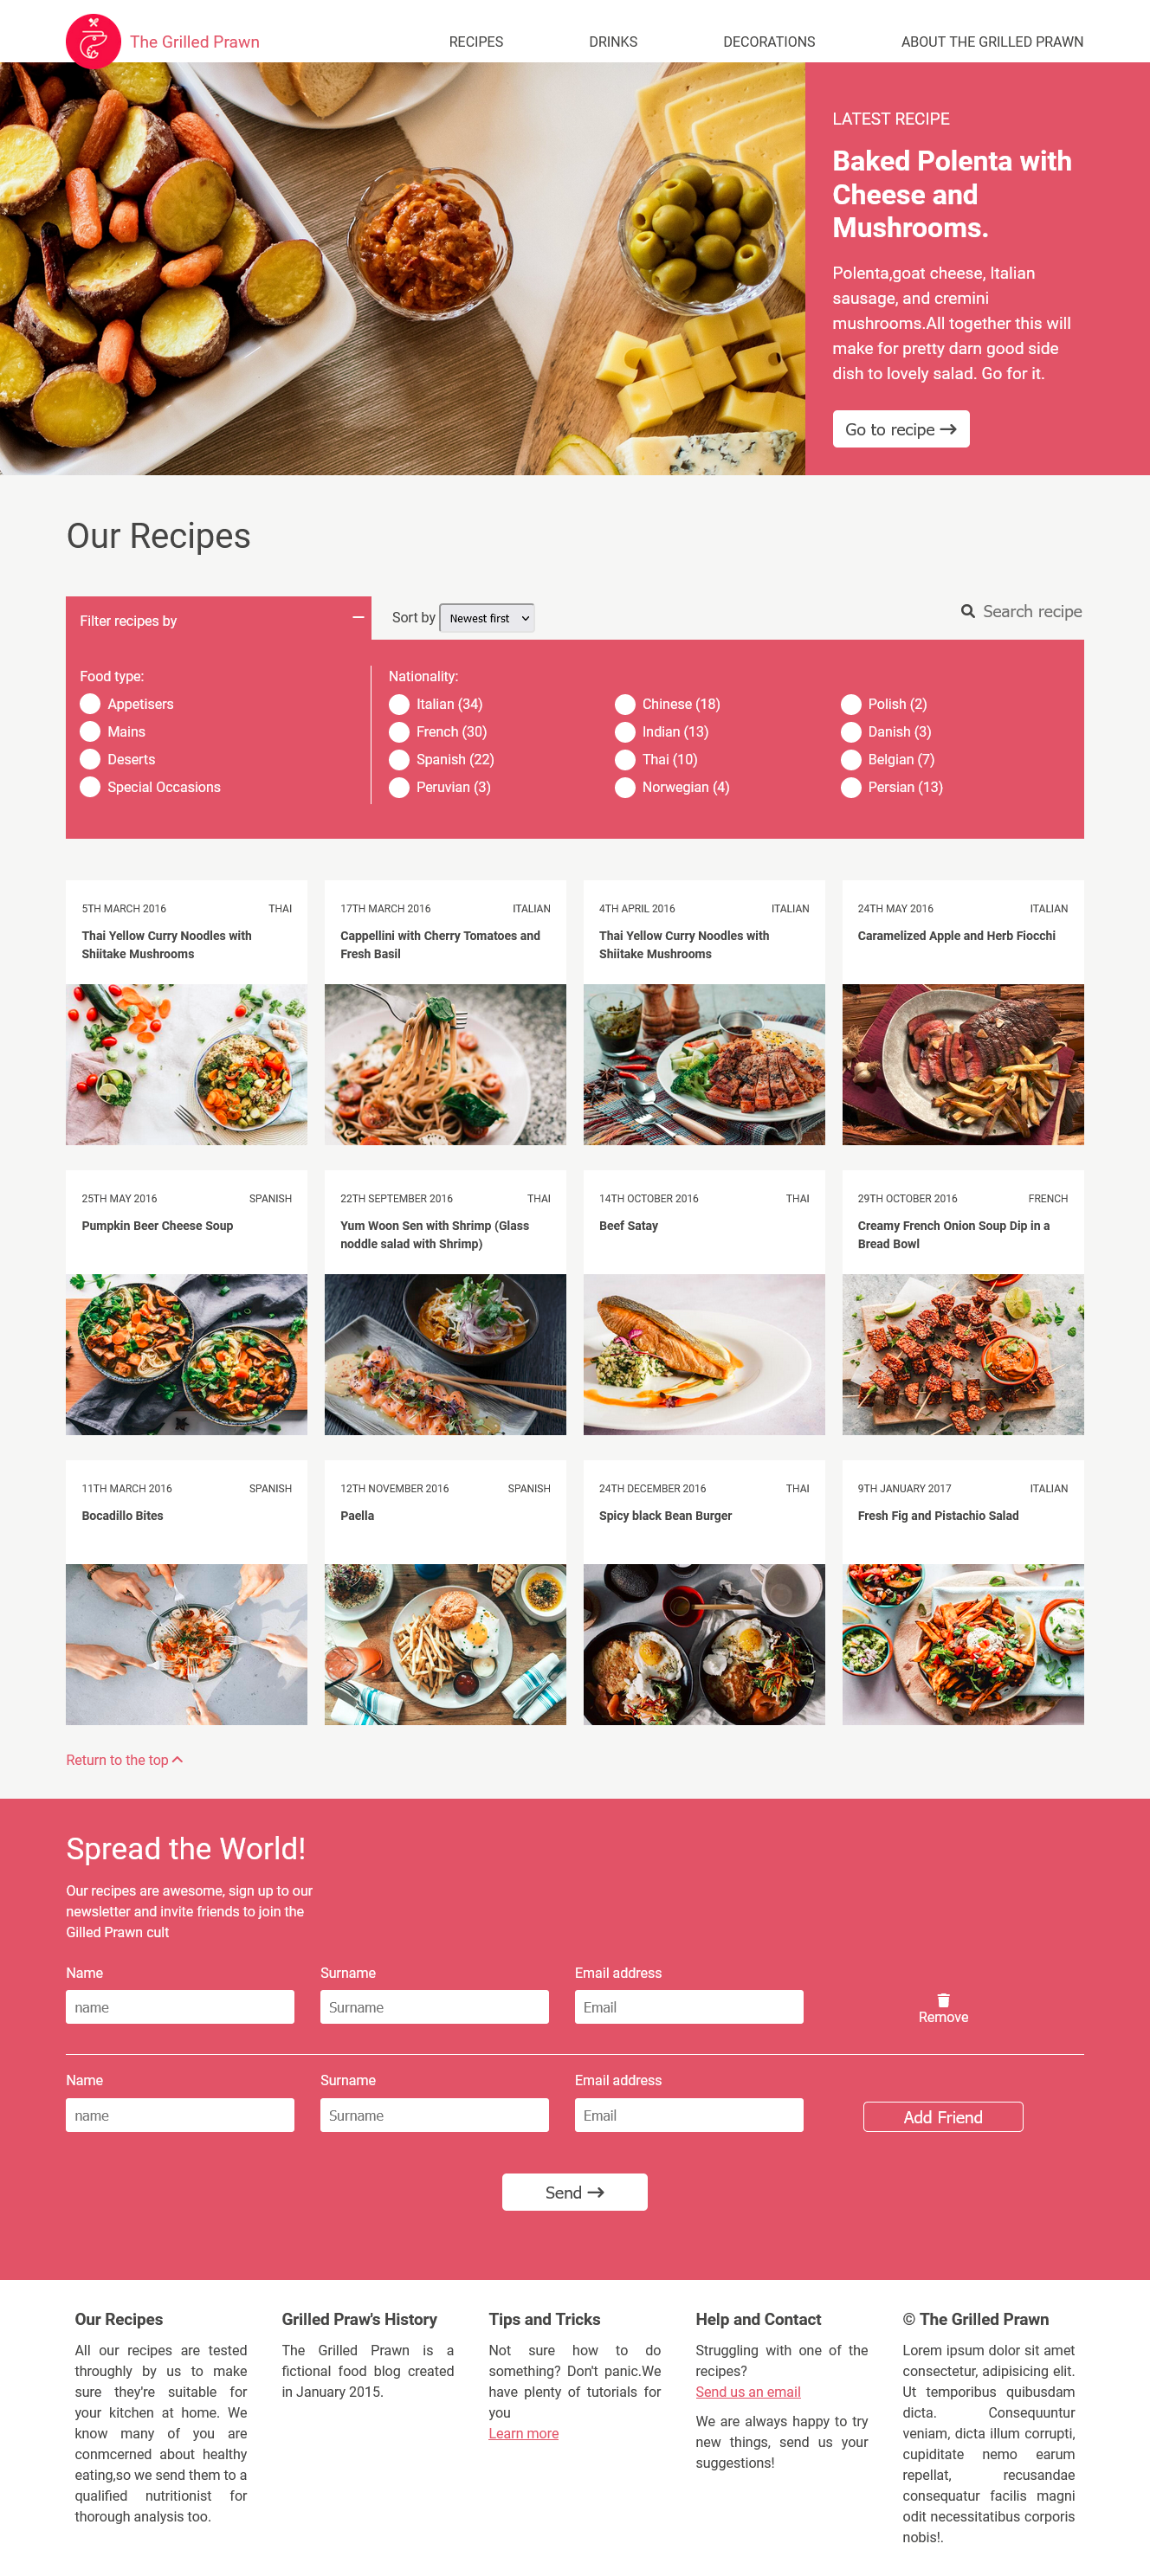 The Grilled Prawn
RECIPES
DRINKS
DECORATIONS
ABOUT THE GRILLED PRAWN
LATEST RECIPE
Baked Polenta with
Cheese and
Mushrooms.
Polenta,goat cheese, Italian
sausage, and cremini
mushrooms.All together this will
make for pretty darn good side
dish to lovely salad. Go for it.
Go to recipe
Our Recipes
Filter recipes by
Sort by Newest first
Search recipe
Food type:
Appetisers
Mains
Deserts
Special Occasions
Nationality:
Italian (34)
French (30)
Spanish (22)
Peruvian (3)
Chinese (18)
Indian (13)
Thai (10)
Norwegian (4)
Polish (2)
Danish (3)
Belgian (7)
Persian (13)
5TH MARCH 2016 THAI
Thai Yellow Curry Noodles with
Shiitake Mushrooms
17TH MARCH 2016 ITALIAN
Cappellini with Cherry Tomatoes and
Fresh Basil
4TH APRIL 2016 ITALIAN
Thai Yellow Curry Noodles with
Shiitake Mushrooms
24TH MAY 2016 ITALIAN
Caramelized Apple and Herb Fiocchi
25TH MAY 2016 SPANISH
Pumpkin Beer Cheese Soup
22TH SEPTEMBER 2016 THAI
Yum Woon Sen with Shrimp (Glass
noddle salad with Shrimp)
14TH OCTOBER 2016 THAI
Beef Satay
29TH OCTOBER 2016 FRENCH
Creamy French Onion Soup Dip in a
Bread Bowl
11TH MARCH 2016 SPANISH
Bocadillo Bites
12TH NOVEMBER 2016 SPANISH
Paella
24TH DECEMBER 2016 THAI
Spicy black Bean Burger
9TH JANUARY 2017 ITALIAN
Fresh Fig and Pistachio Salad
Return to the top
Spread the World!
Our recipes are awesome, sign up to our
newsletter and invite friends to join the
Gilled Prawn cult
Name
name
Surname
Surname
Email address
Email
Remove
Name
name
Surname
Surname
Email address
Email
Add Friend
Send
Our Recipes
All our recipes are tested
throughly by us to make
sure they're suitable for
your kitchen at home. We
know many of you are
conmcerned about healthy
eating,so we send them to a
qualified nutritionist for
thorough analysis too.
Grilled Praw's History
The Grilled Prawn is a
fictional food blog created
in January 2015.
Tips and Tricks
Not sure how to do
something? Don't panic.We
have plenty of tutorials for
you
Learn more
Help and Contact
Struggling with one of the
recipes?
Send us an email
We are always happy to try
new things, send us your
suggestions!
© The Grilled Prawn
Lorem ipsum dolor sit amet
consectetur, adipisicing elit.
Ut temporibus quibusdam
dicta. Consequuntur
veniam, dicta illum corrupti,
cupiditate nemo earum
repellat, recusandae
consequatur facilis magni
odit necessitatibus corporis
nobis!.